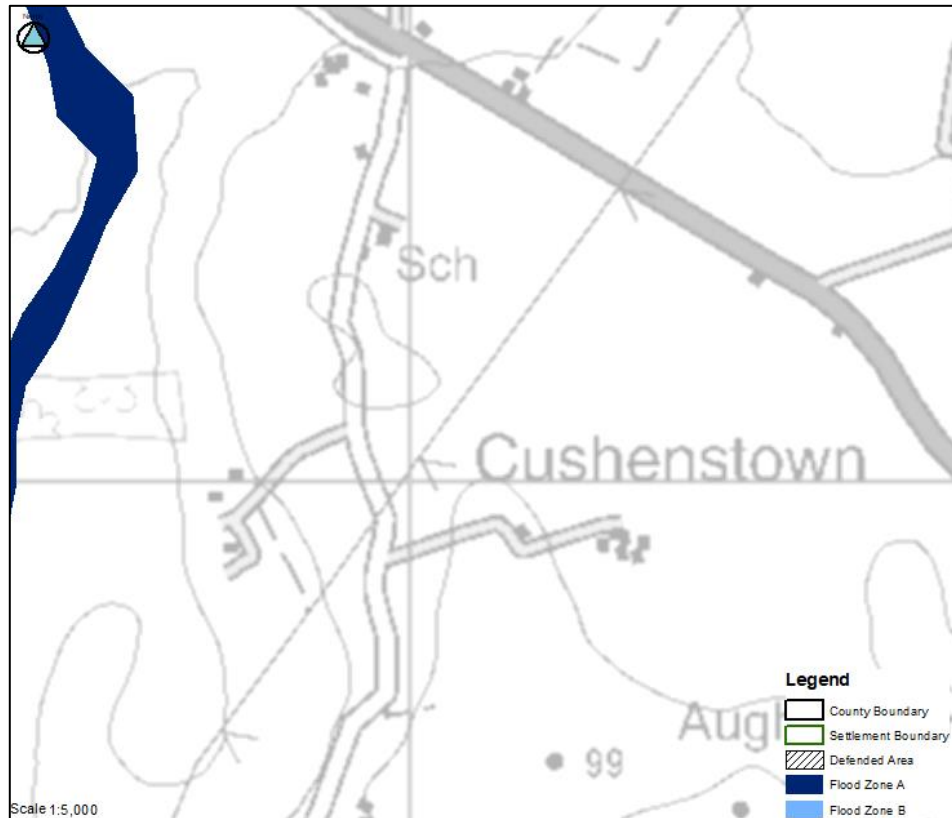 Sch
Cushenstown
Augh
99
Legend
County Boundary
Settlement Boundary
Defended Area
Flood Zone A
Flood Zone B
Scale 1:5,000